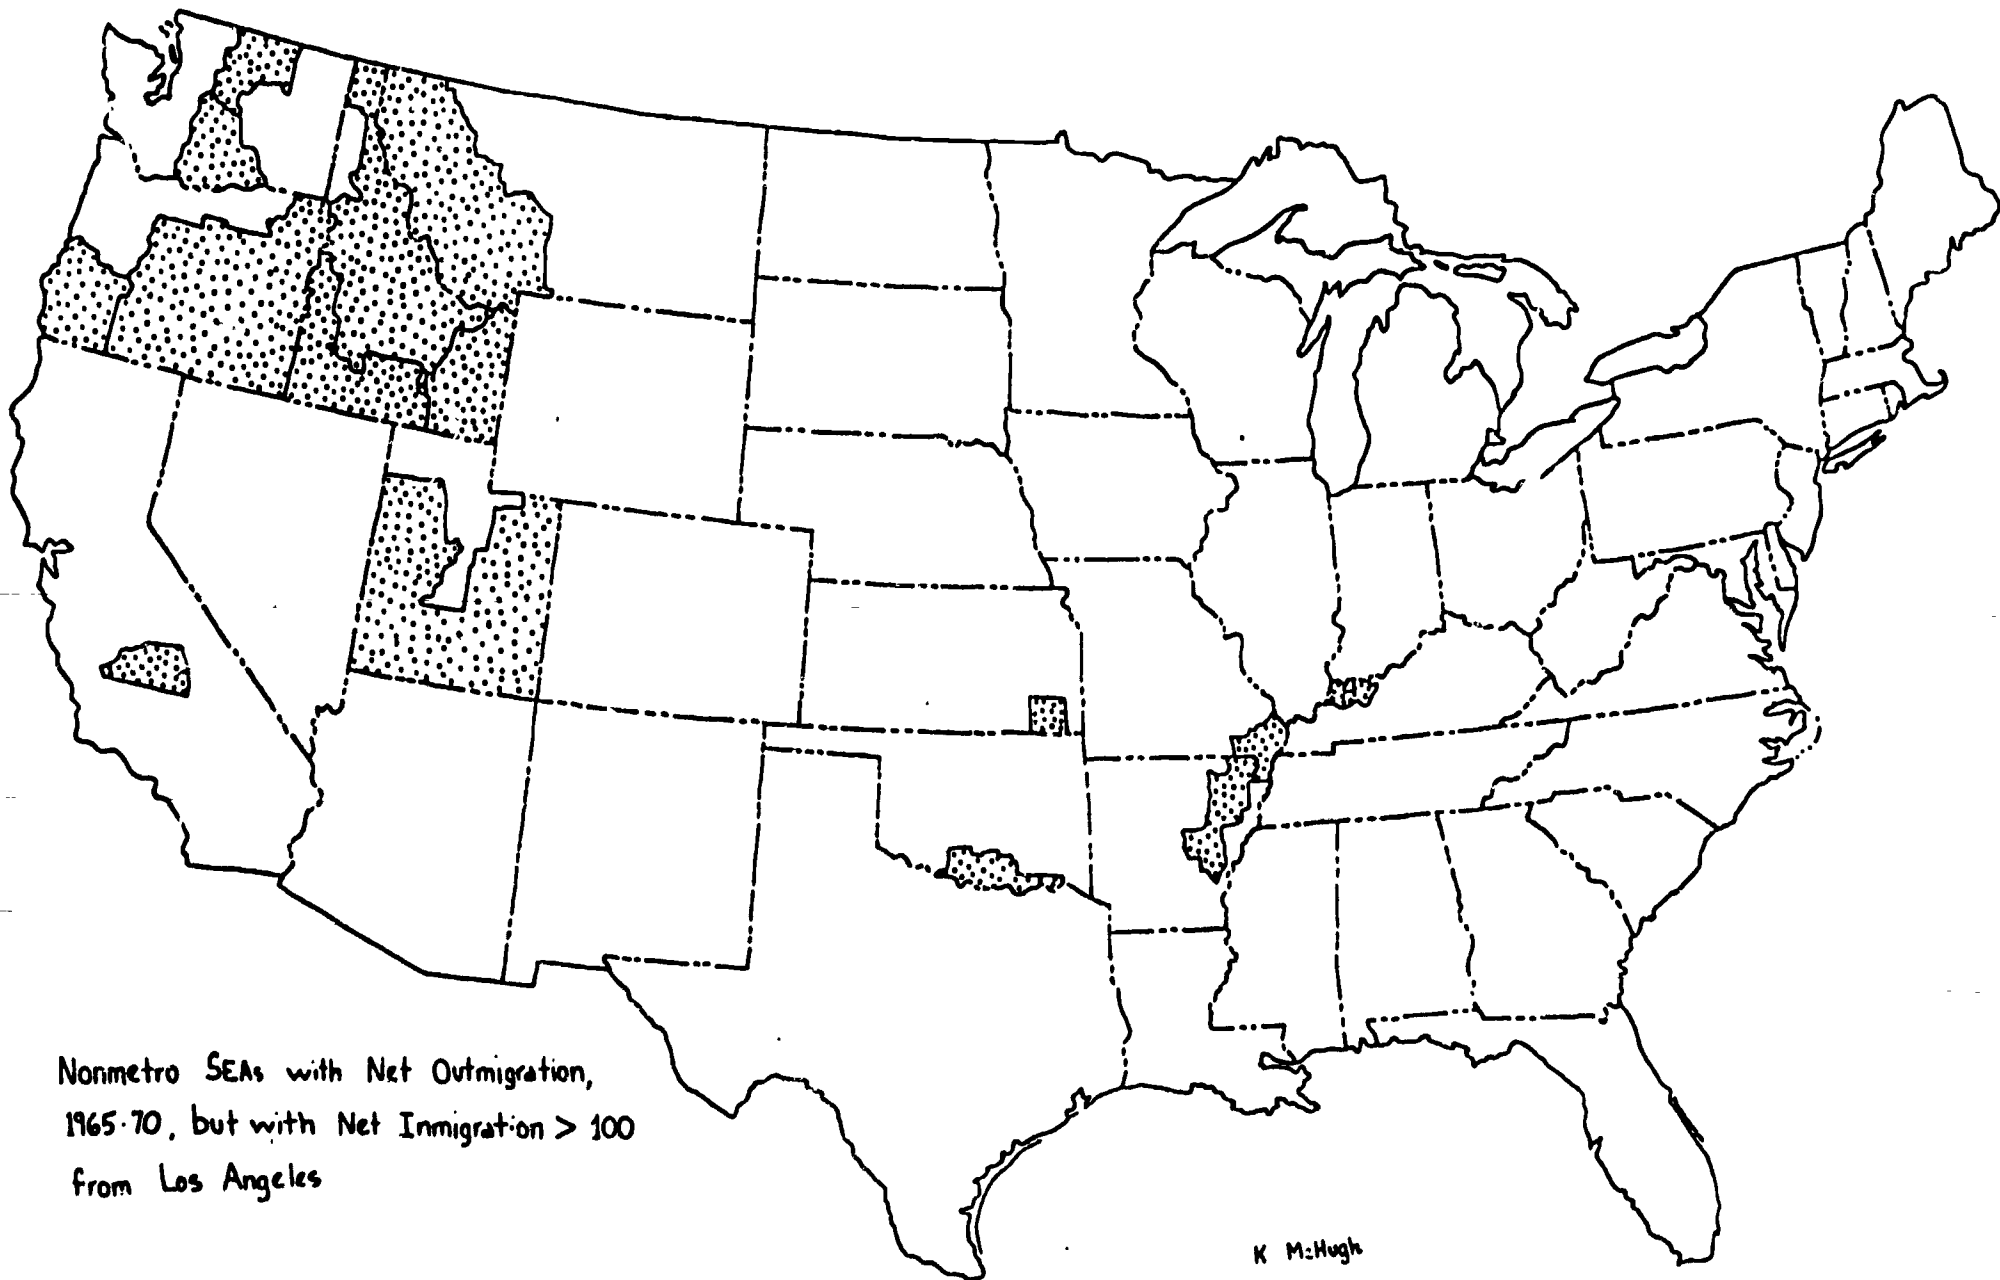 Nonmetro SEAs with Net Outmigration,
1965-70, but with Net Inmigration > 100
from Los Angeles
K McHugh